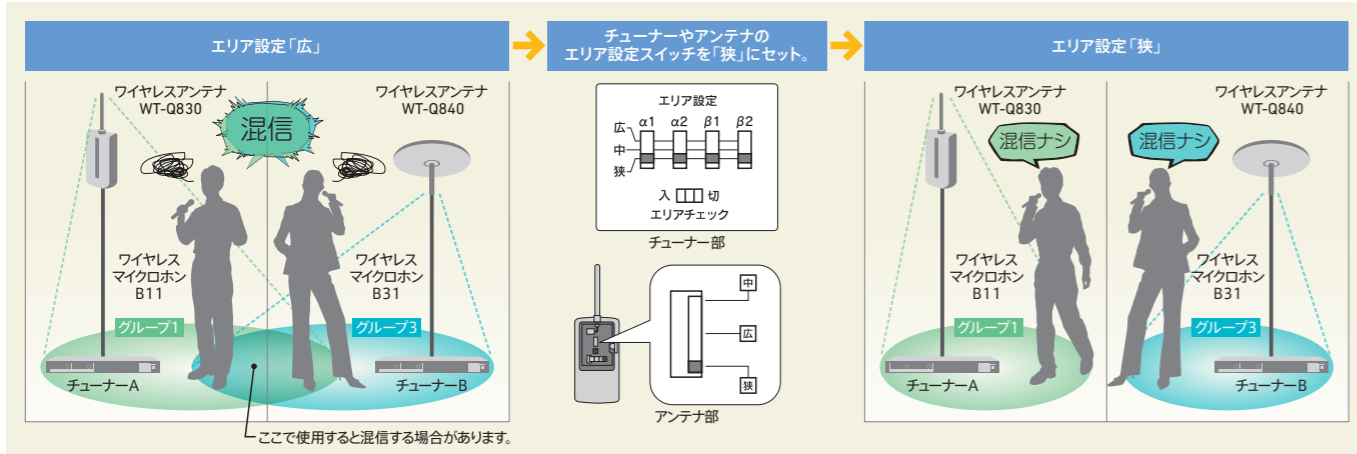 エリア設定「広」
ワイヤレスアンテナ
WT-Q830
ワイヤレスアンテナ
WT-Q840
混信
ワイヤレス
マイクロホン
B11
ワイヤレス
マイクロホン
B31
グループ1
グループ3
チューナーA
チューナーB
ここで使用すると混信する場合があります。
チューナーやアンテナの
エリア設定スイッチを「狭」にセット。
エリア設定
α1 α2 β1 β2
広
中
狭
入 切
エリアチェック
チューナー部
中
広
狭
アンテナ部
エリア設定「狭」
ワイヤレスアンテナ
WT-Q830
ワイヤレスアンテナ
WT-Q840
混信ナシ
混信ナシ
ワイヤレス
マイクロホン
B11
ワイヤレス
マイクロホン
B31
グループ1
グループ3
チューナーA
チューナーB